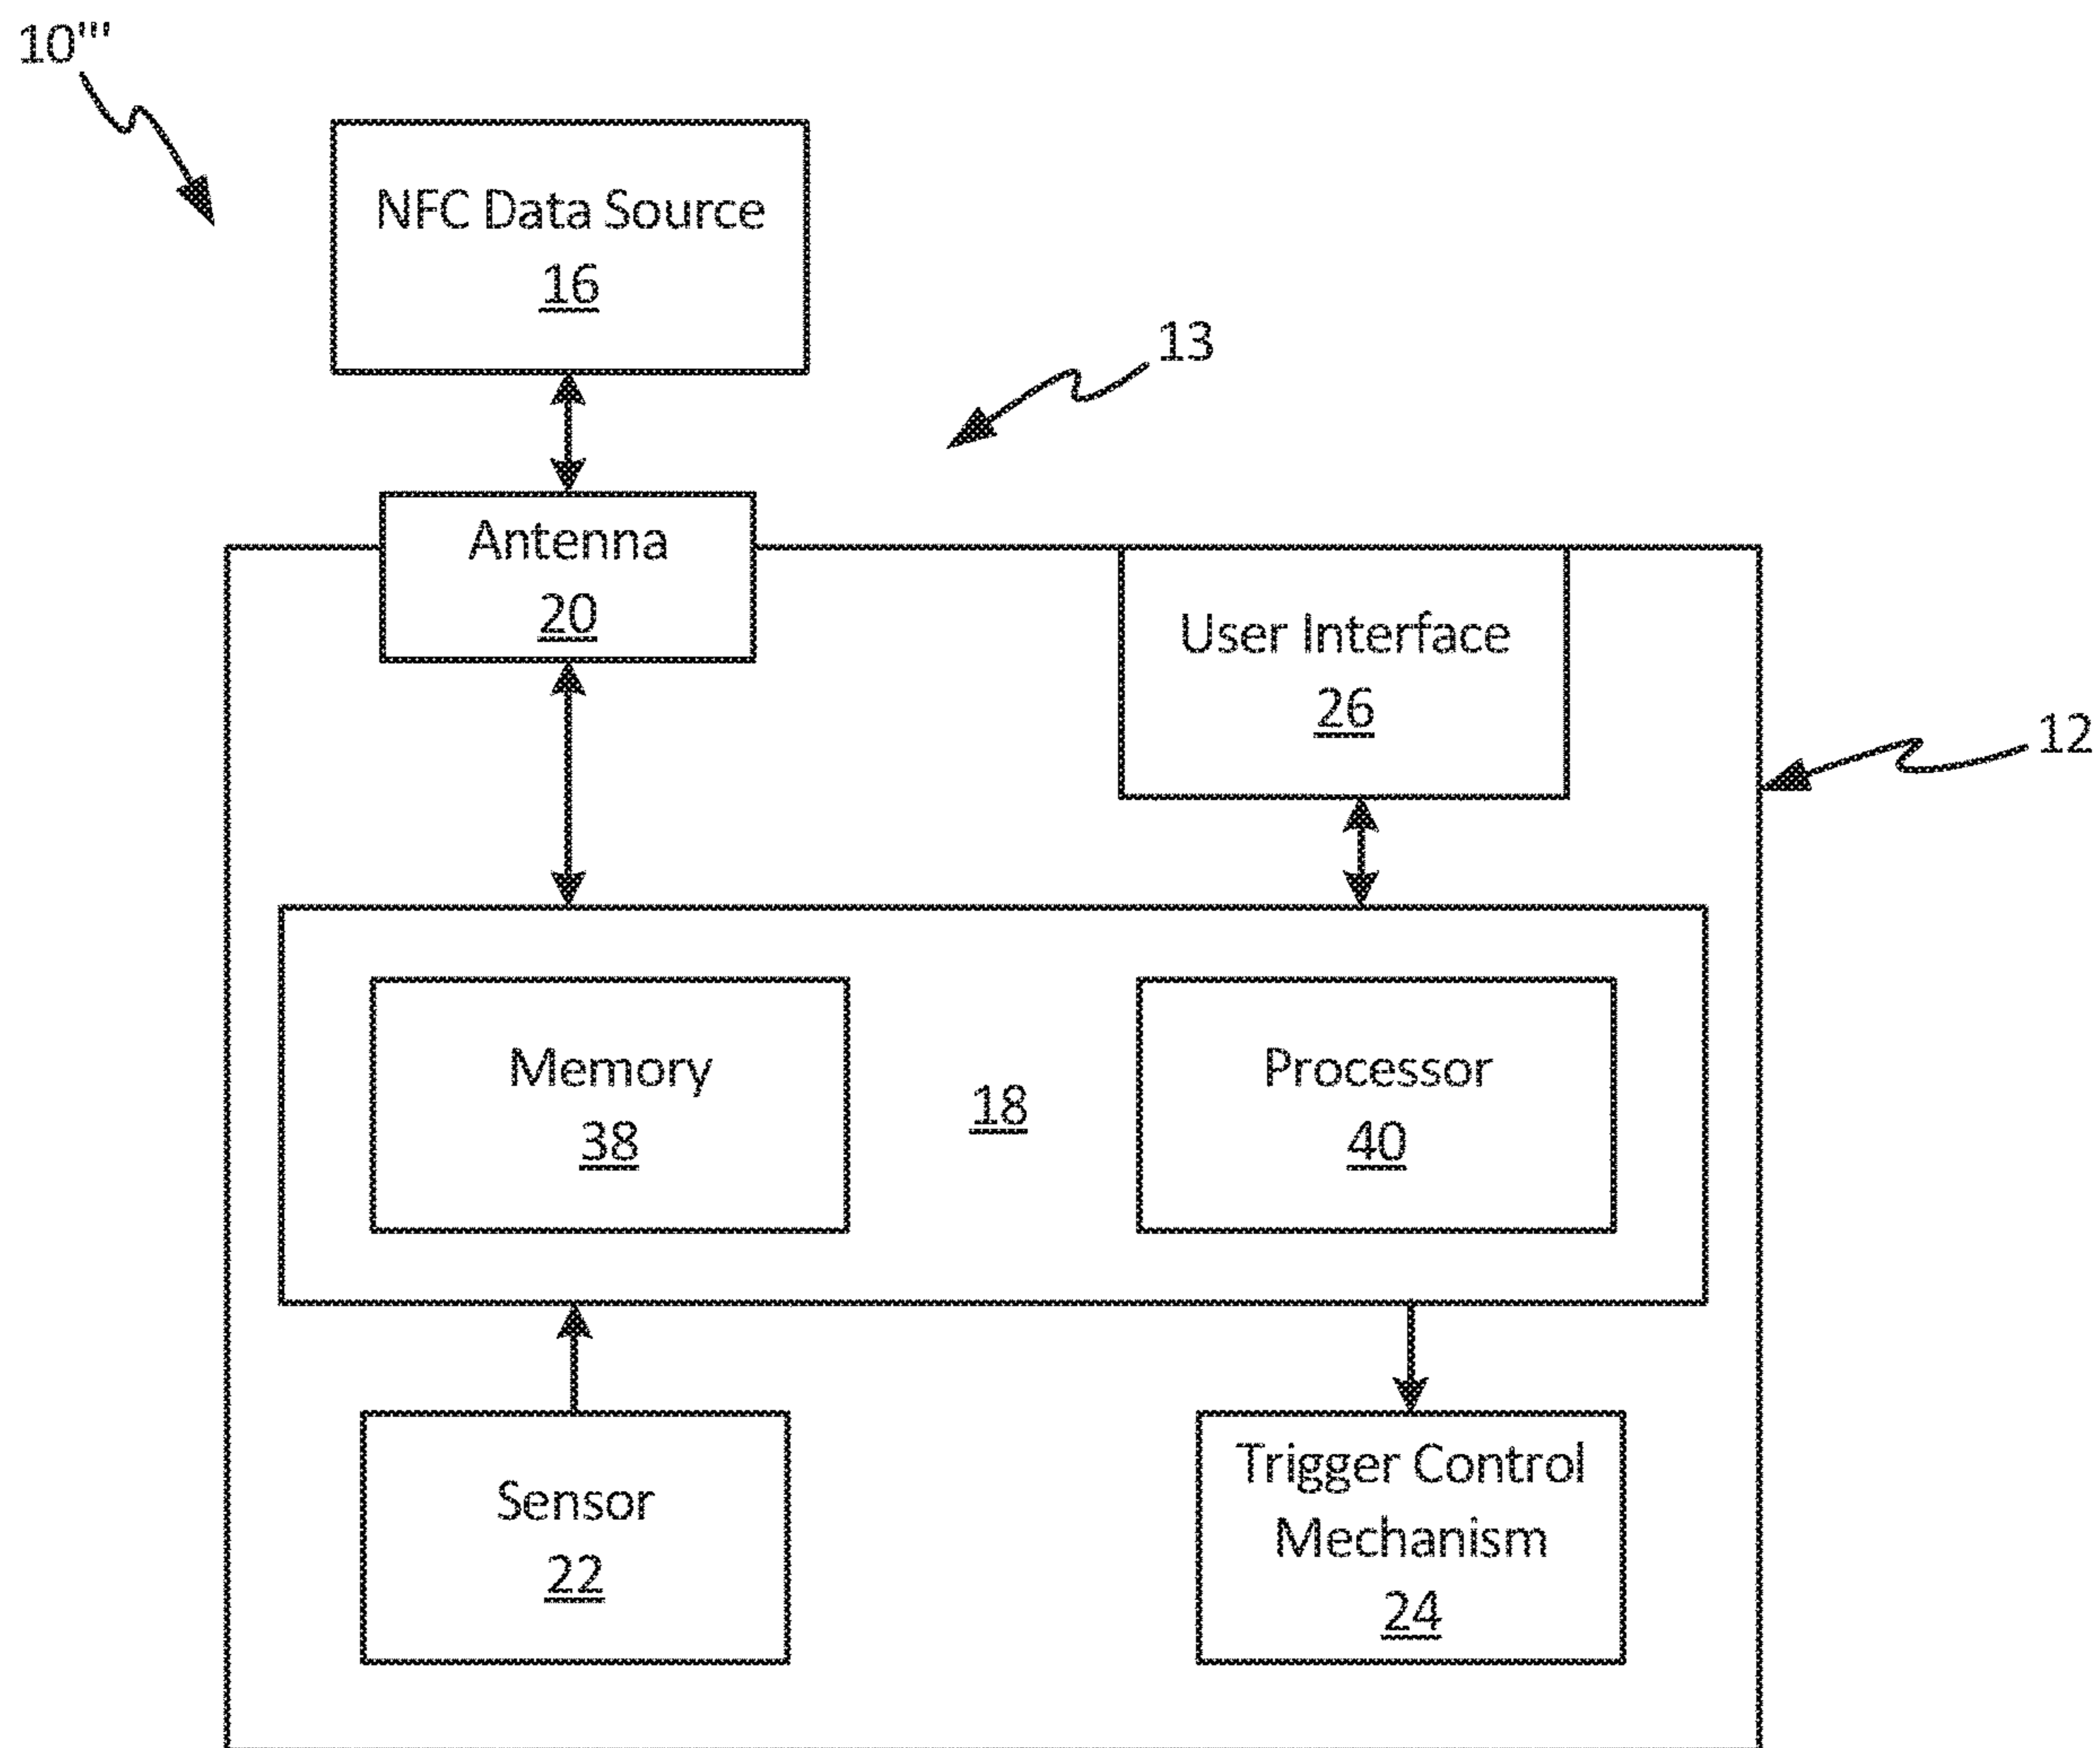 10'''
NFC Data Source
16
13
Antenna
20
User Interface
26
12
Memory
38
18
Processor
40
Sensor
22
Trigger Control
Mechanism
24